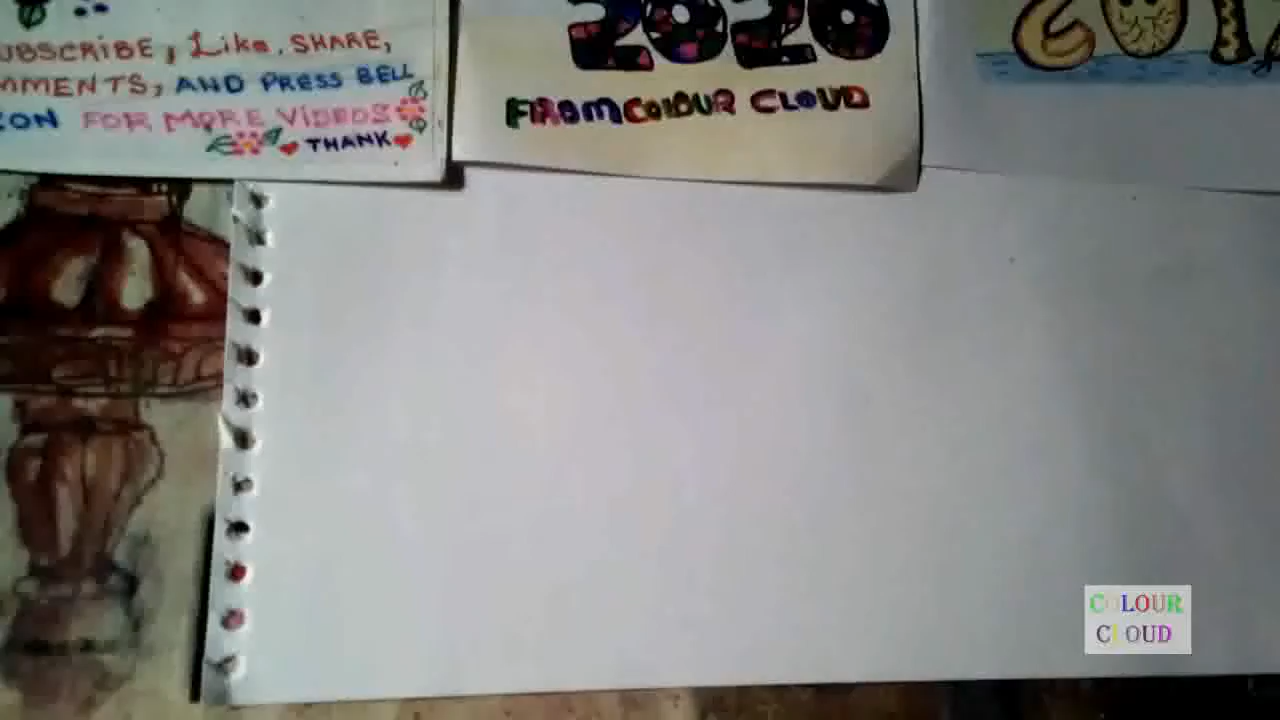 UBSCRIBE, Like, SHARE,
MMENTS, AND PRESS BELL
CON FOR MORE VIDEOS
THANK
2020
FROM COLOUR CLOUD
COLOUR
CLOUD